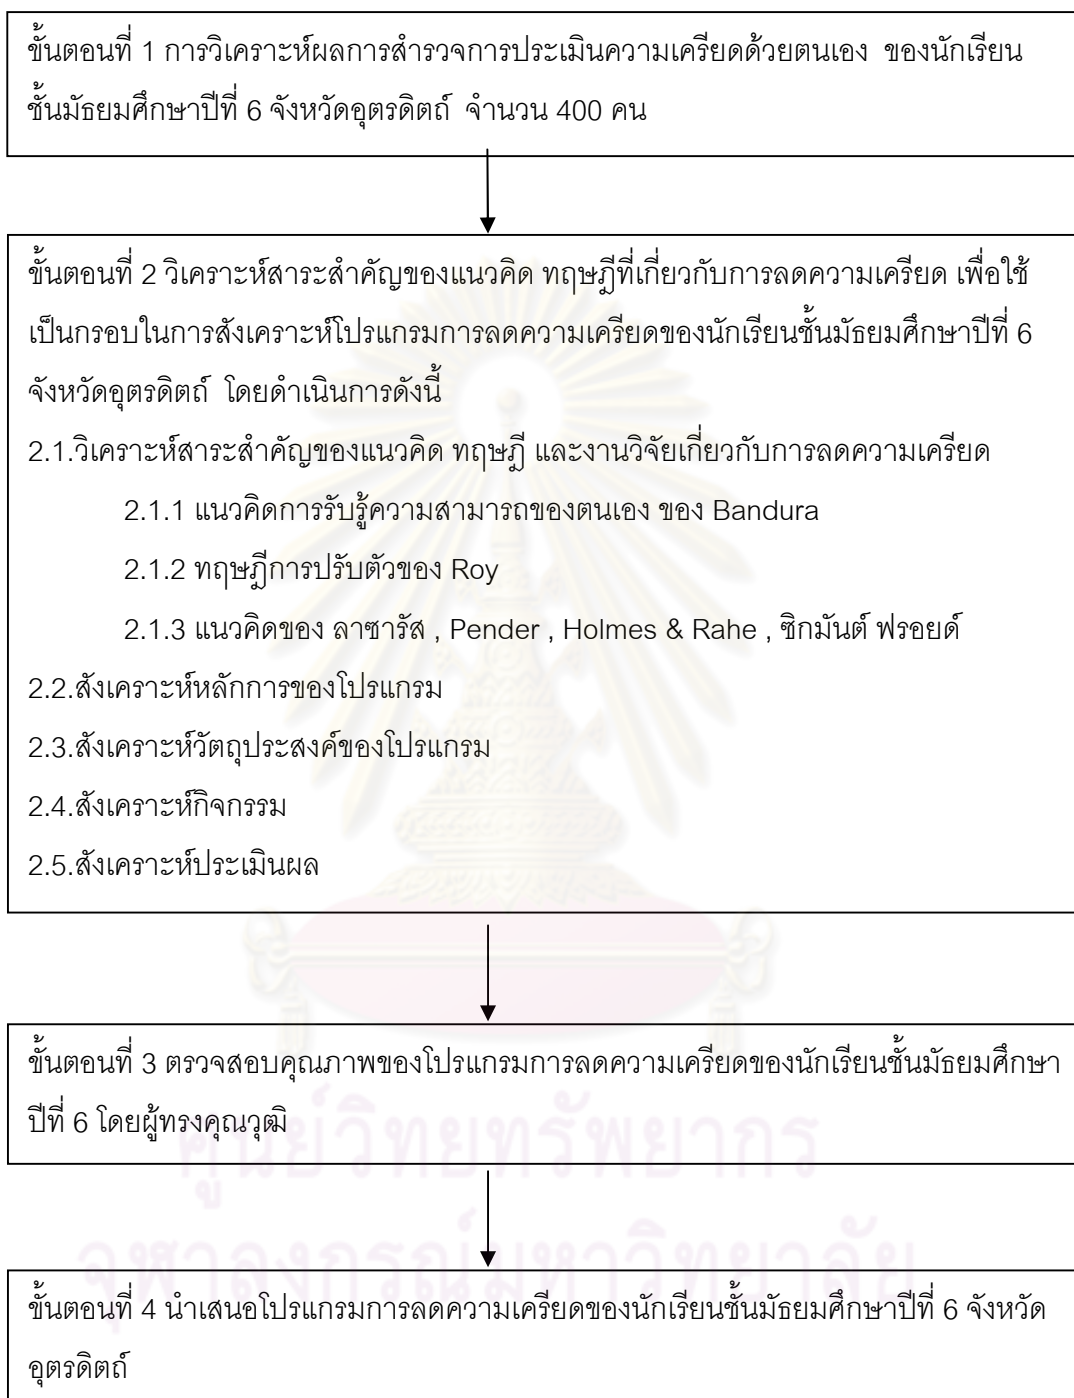 ขั้นตอนที่ 1 การวิเคราะห์ผลการสำรวจการประเมินความเครียดด้วยตนเอง ของนักเรียน
ชั้นมัธยมศึกษาปีที่ 6 จังหวัดอุตรดิตถ์ จำนวน 400 คน
ขั้นตอนที่ 2 วิเคราะห์สาระสำคัญของแนวคิด ทฤษฎีที่เกี่ยวกับการลดความเครียด เพื่อใช้
เป็นกรอบในการสังเคราะห์โปรแกรมการลดความเครียดของนักเรียนชั้นมัธยมศึกษาปีที่ 6
จังหวัดอุตรดิตถ์ โดยดำเนินการดังนี้
2.1.วิเคราะห์สาระสำคัญของแนวคิด ทฤษฎี และงานวิจัยเกี่ยวกับการลดความเครียด
2.1.1 แนวคิดการรับรู้ความสามารถของตนเอง ของ Bandura
2.1.2 ทฤษฎีการปรับตัวของ Roy
2.1.3 แนวคิดของ ลาซารัส , Pender , Holmes & Rahe , ซิกมันต์ ฟรอยด์
2.2.สังเคราะห์หลักการของโปรแกรม
2.3.สังเคราะห์วัตถุประสงค์ของโปรแกรม
2.4.สังเคราะห์กิจกรรม
2.5.สังเคราะห์ประเมินผล
ขั้นตอนที่ 3 ตรวจสอบคุณภาพของโปรแกรมการลดความเครียดของนักเรียนชั้นมัธยมศึกษา
ปีที่ 6 โดยผู้ทรงคุณวุฒิ
ศูนย์วิทยทรัพยากร
จุฬาลงกรณ์มหาวิทยาลัย
ขั้นตอนที่ 4 นำเสนอโปรแกรมการลดความเครียดของนักเรียนชั้นมัธยมศึกษาปีที่ 6 จังหวัด
อุตรดิตถ์